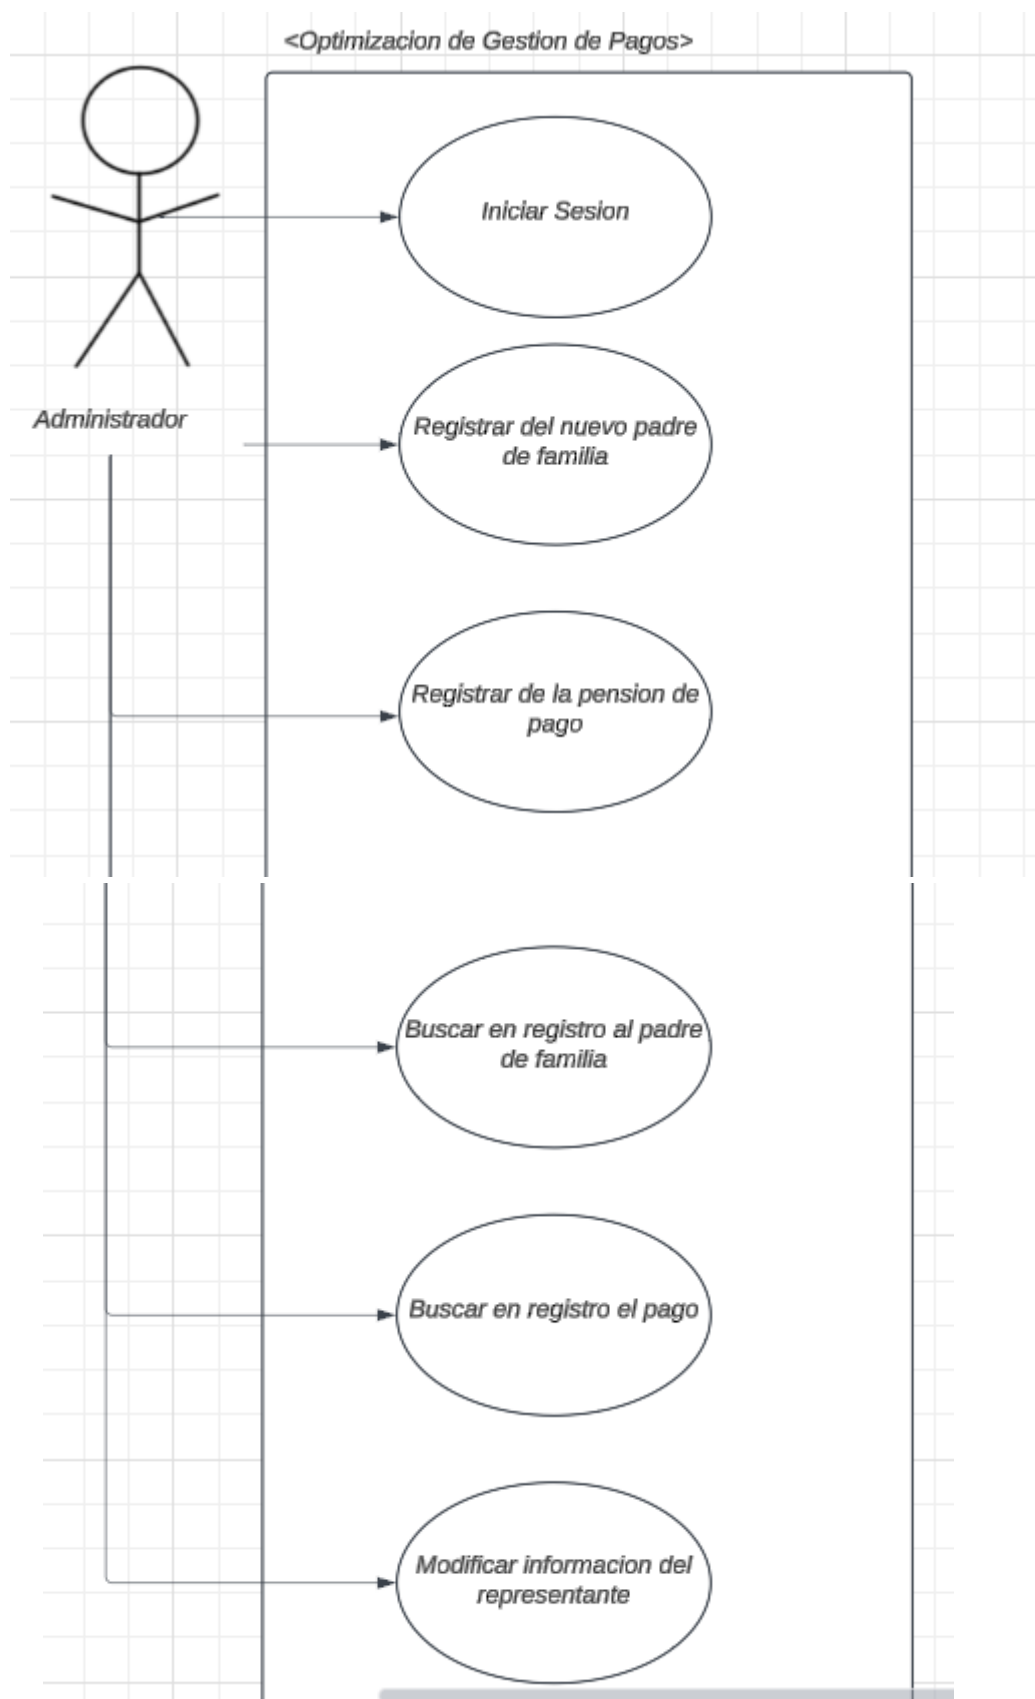 <Optimizacion de Gestion de Pagos>
Iniciar Sesion
Administrador
Registrar del nuevo padre
de familia
Registrar de la pension de
pago
Buscar en registro al padre
de familia
Buscar en registro el pago
Modificar informacion del
representante